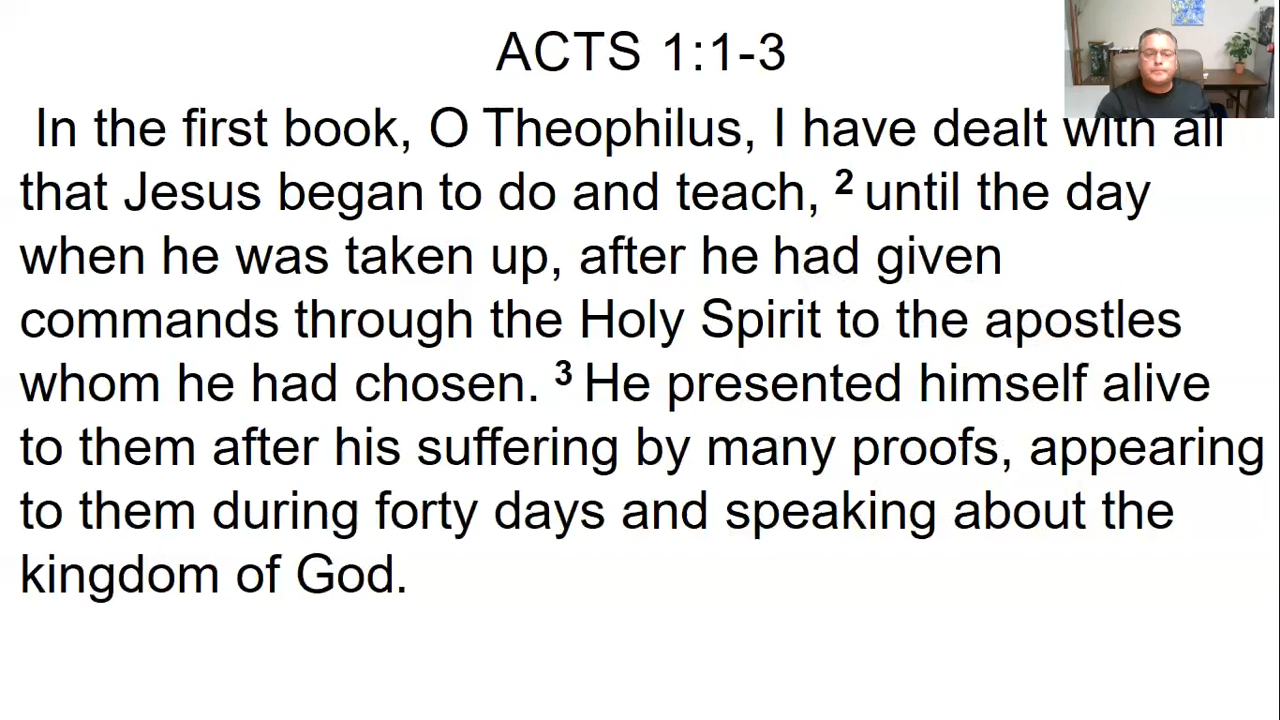 ACTS 1:1-3
In the first book, O Theophilus, I have dealt with all
that Jesus began to do and teach, 2 until the day
when he was taken up, after he had given
commands through the Holy Spirit to the apostles
whom he had chosen. 3 He presented himself alive
to them after his suffering by many proofs, appearing
to them during forty days and speaking about the
kingdom of God.